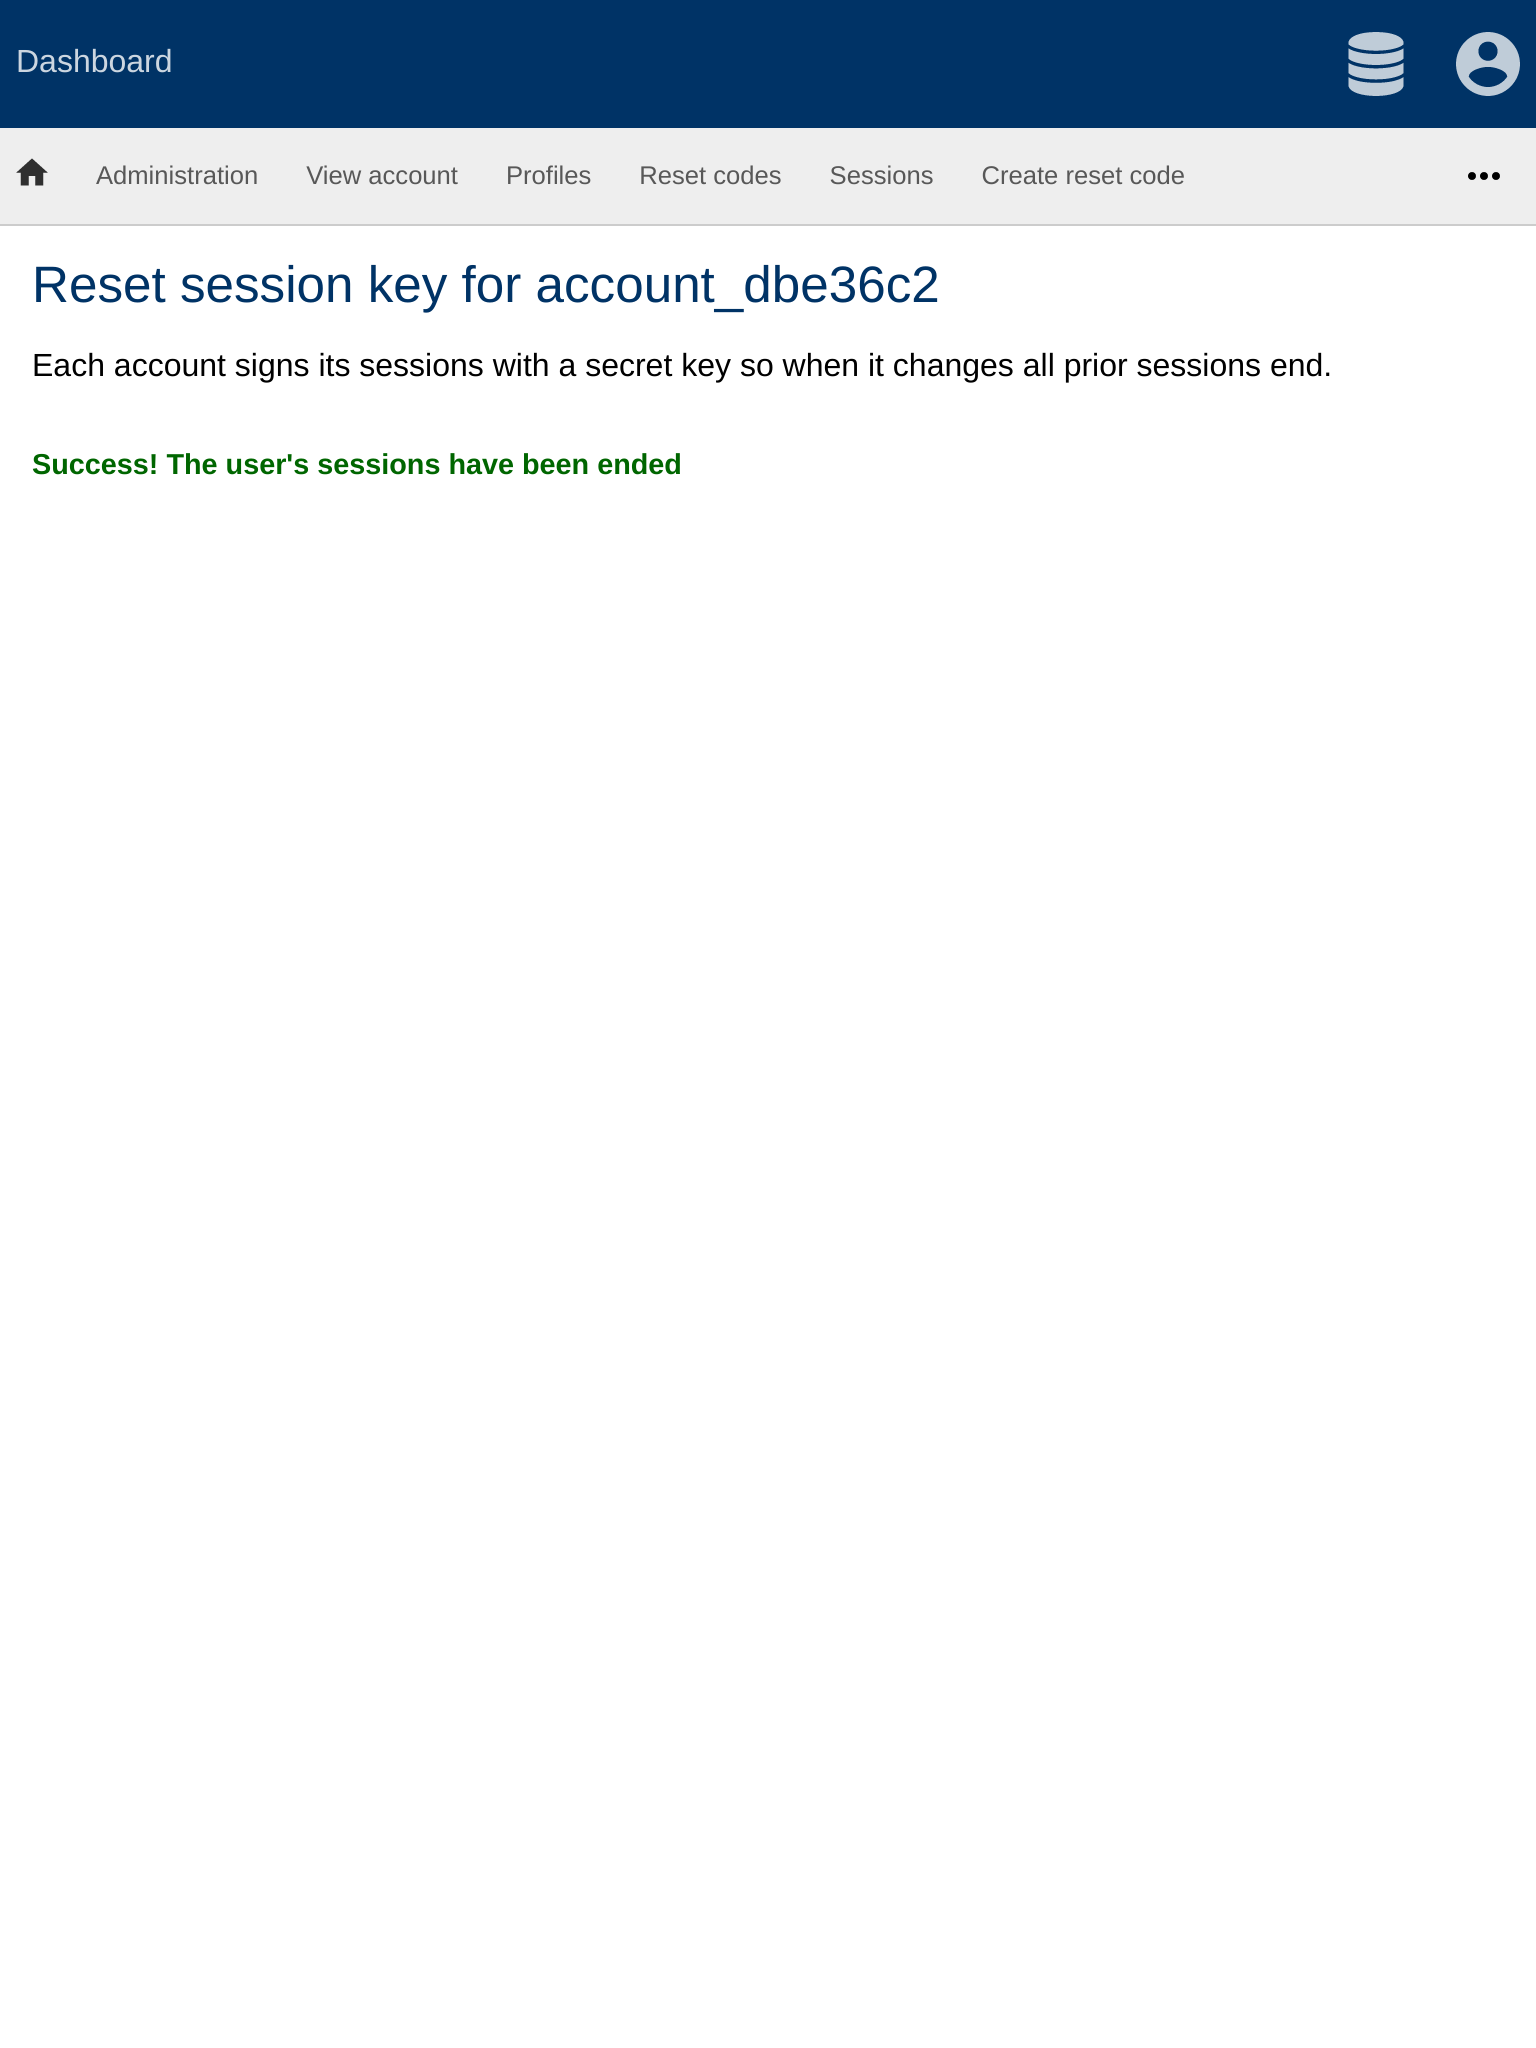 Dashboard
Administration View account Profiles Reset codes Sessions Create reset code
Reset session key for account_dbe36c2
Each account signs its sessions with a secret key so when it changes all prior sessions end.
Success! The user's sessions have been ended